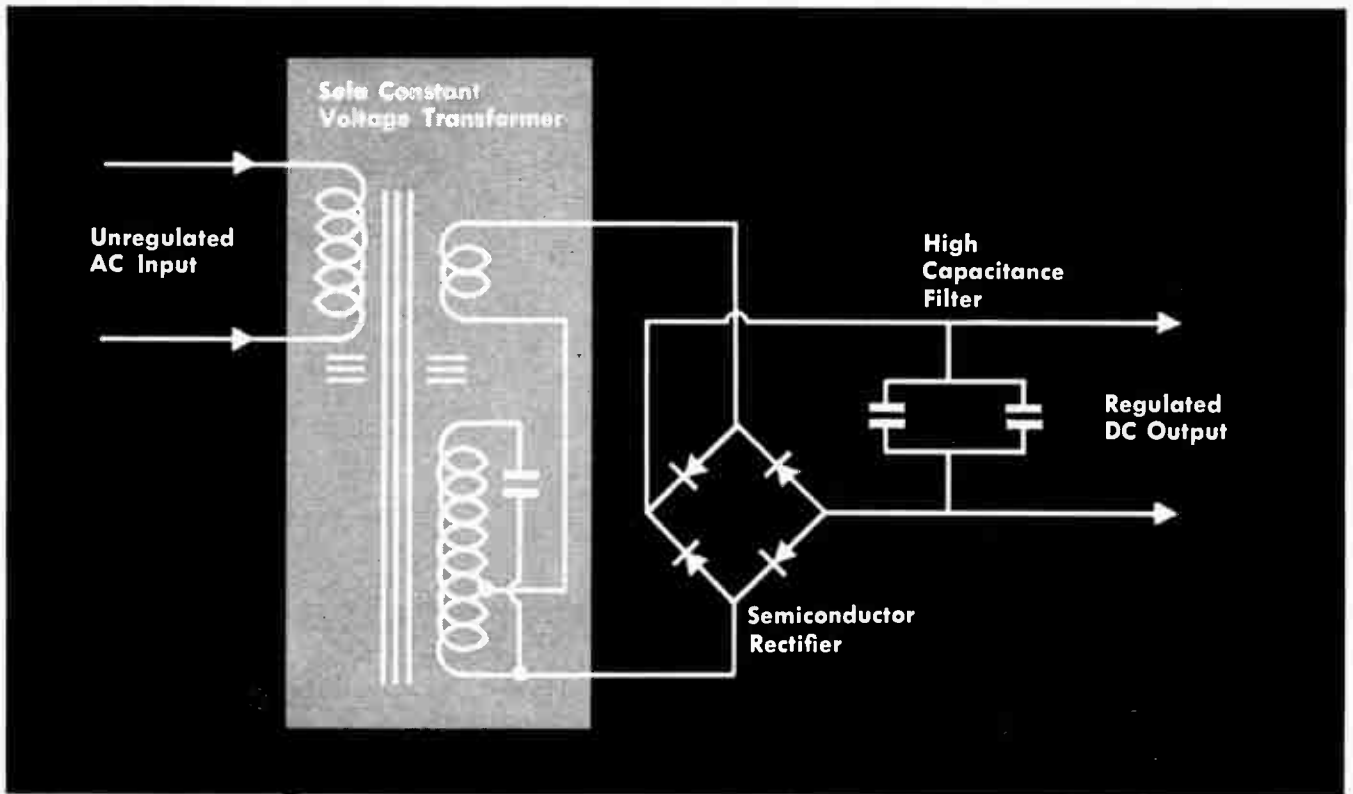 Sola Constant
Voltage Transformer
Unregulated
AC Input
High
Capacitance
Filter
Regulated
DC Output
Semiconductor
Rectifier